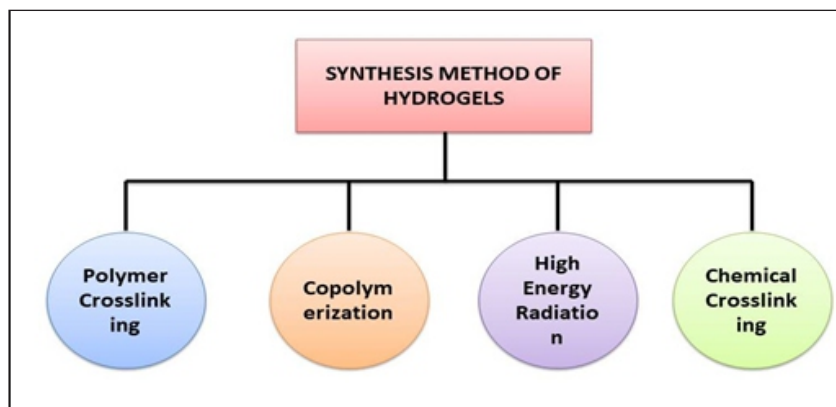 SYNTHESIS METHOD OF
HYDROGELS
Polymer
Crosslink
ing
Copolym
erization
High
Energy
Radiatio
n
Chemical
Crosslink
ing